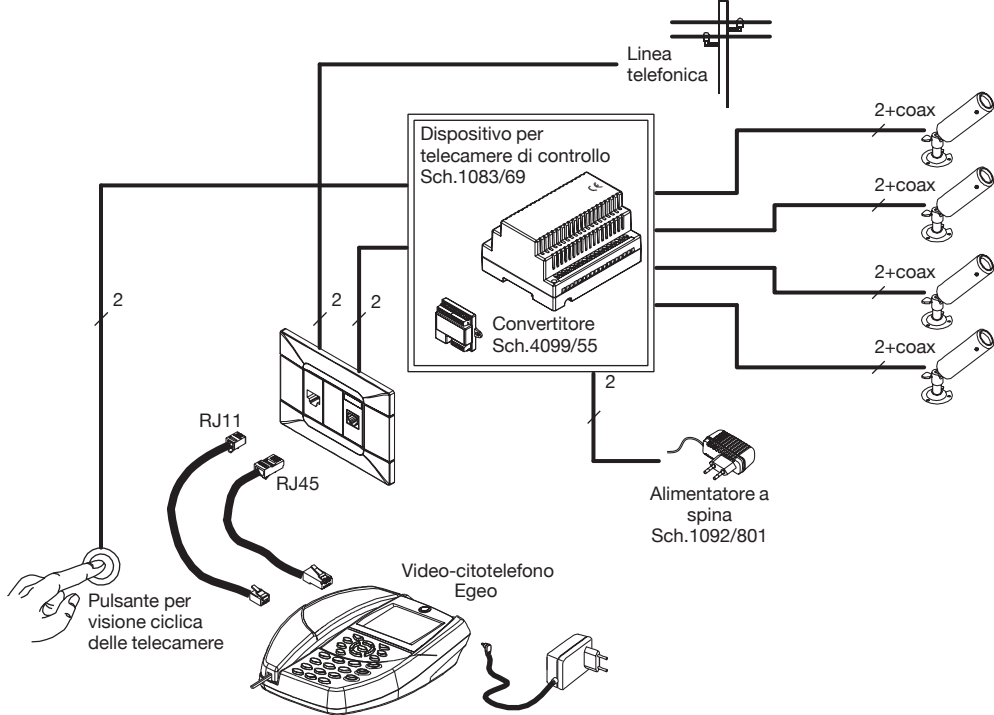 Linea
telefonica
2+coax
Dispositivo per
telecamere di controllo
Sch.1083/69
CE
2+coax
2+coax
2
2
2
Convertitore
Sch.4099/55
2+coax
2
RJ11
RJ45
Alimentatore a
spina
Sch.1092/801
Video-citotelefono
Egeo
Pulsante per
visione ciclica
delle telecamere